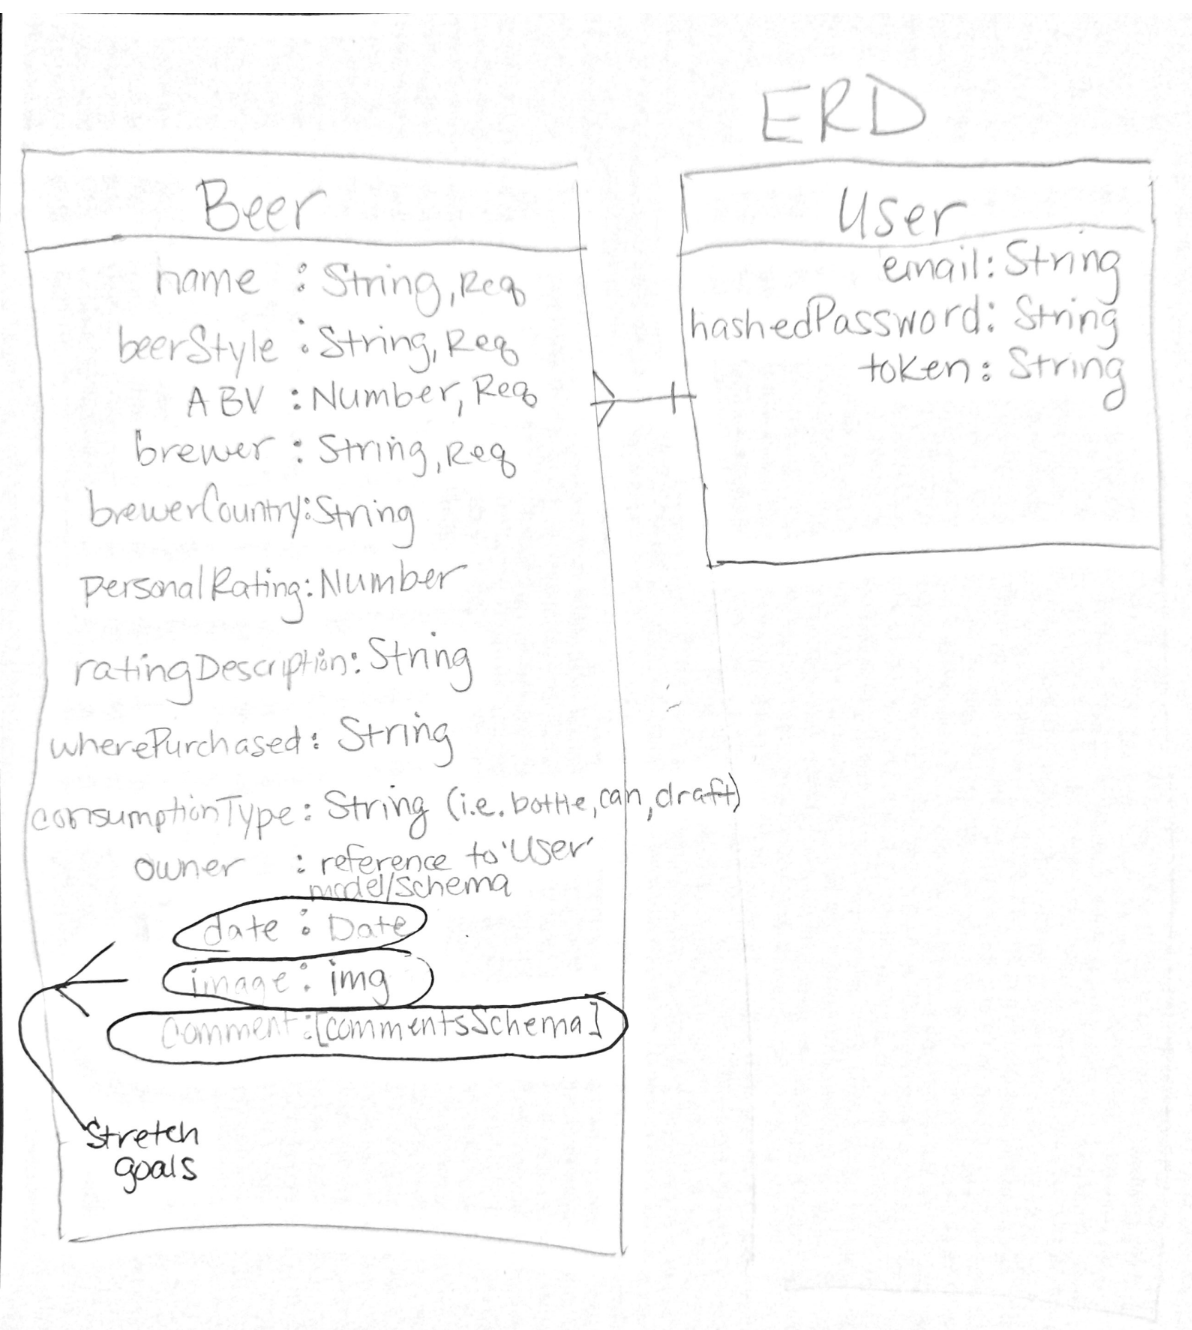 ERD
Beer
name : String, Req
beerStyle : String, Req
ABV : Number, Req
brewer : String, Req
brewerCountry: String
personalRating: Number
ratingDescription: String
wherePurchased: String
consumptionType: String (i.e. bottle, can, draft)
owner : reference to 'User'
model/schema
date : Date
image: img
comment: [commentsSchema]
Stretch
goals
User
email: String
hashedPassword: String
token: String